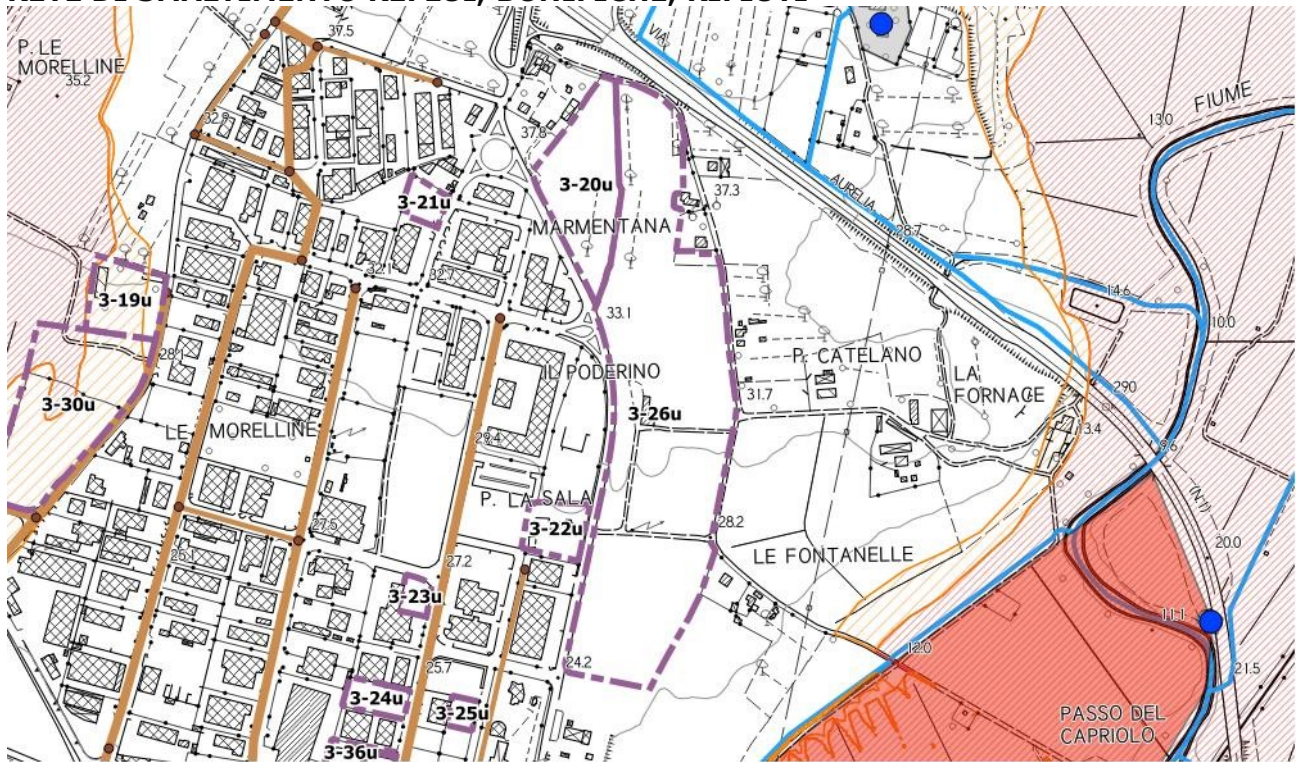 P. LE
MORELLINE
35.2
37.5
VIA
FIUME
13.0
37.8
3-20u
37.3
AURELIA
3-21u
MARMENTANA
28.7
32.1
32.7
14.6
3-19u
33.1
10.0
28.1
IL PODERINO
P. CATELANO
LA
FORNACE
290
3-30u
3-26u
31.7
13.4
LE MORELLINE
29.4
9.6
P. LA SALA
27.5
3-22u
28.2
25.1
LE FONTANELLE
20.0
27.2
3-23u
11.1
12.0
24.2
25.7
21.5
3-24u
3-25u
PASSO DEL
CAPRIOLO
3-36u